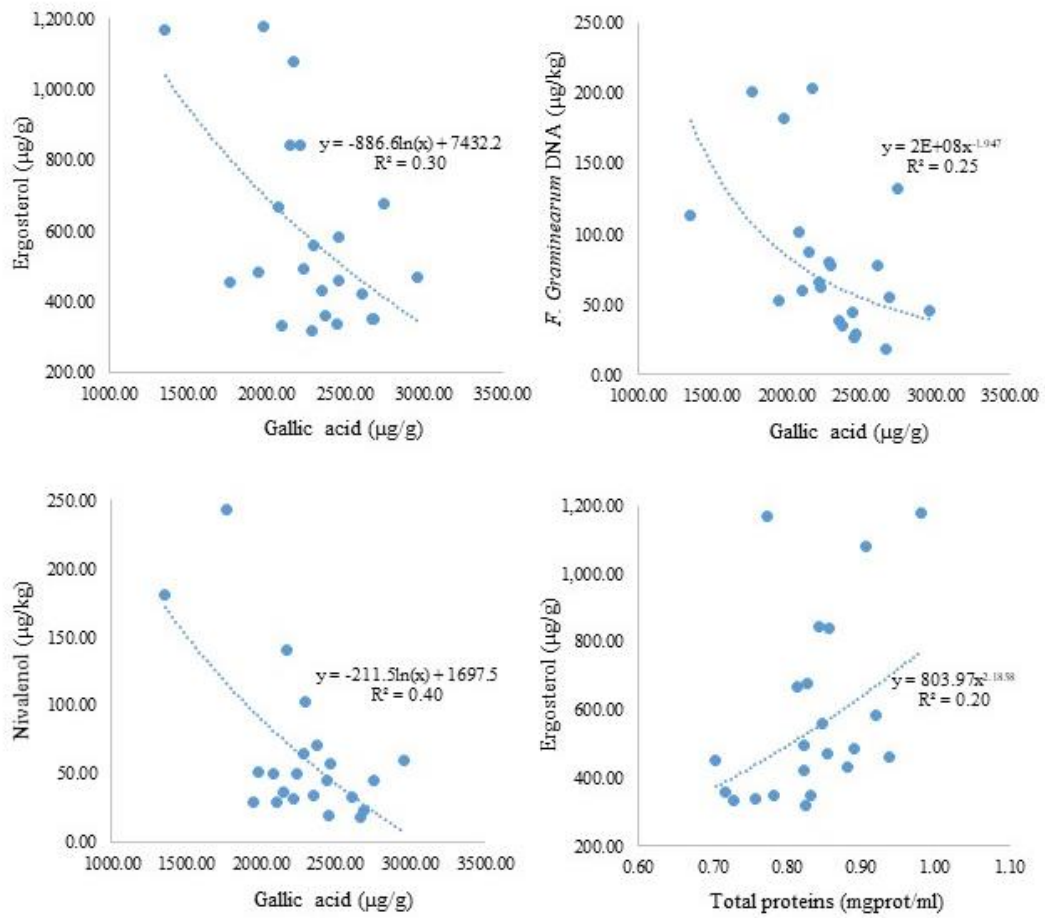 1,200.00
1,000.00
800.00
600.00
400.00
200.00
Ergosterol (µg/g)
y = -886.6ln(x) + 7432.2
R² = 0.30
1000.00 1500.00 2000.00 2500.00 3000.00 3500.00
Gallic acid (µg/g)
250.00
200.00
150.00
100.00
50.00
0.00
F. Graminearum DNA (µg/kg)
y = 2E+08x^-1.947
R² = 0.25
1000.00 1500.00 2000.00 2500.00 3000.00 3500.00
Gallic acid (µg/g)
250.00
200.00
150.00
100.00
50.00
0.00
Nivalenol (µg/kg)
y = -211.5ln(x) + 1697.5
R² = 0.40
1000.00 1500.00 2000.00 2500.00 3000.00 3500.00
Gallic acid (µg/g)
1,200.00
1,000.00
800.00
600.00
400.00
200.00
Ergosterol (µg/g)
y = 803.97x^2.1838
R² = 0.20
0.60 0.70 0.80 0.90 1.00 1.10
Total proteins (mgprot/ml)